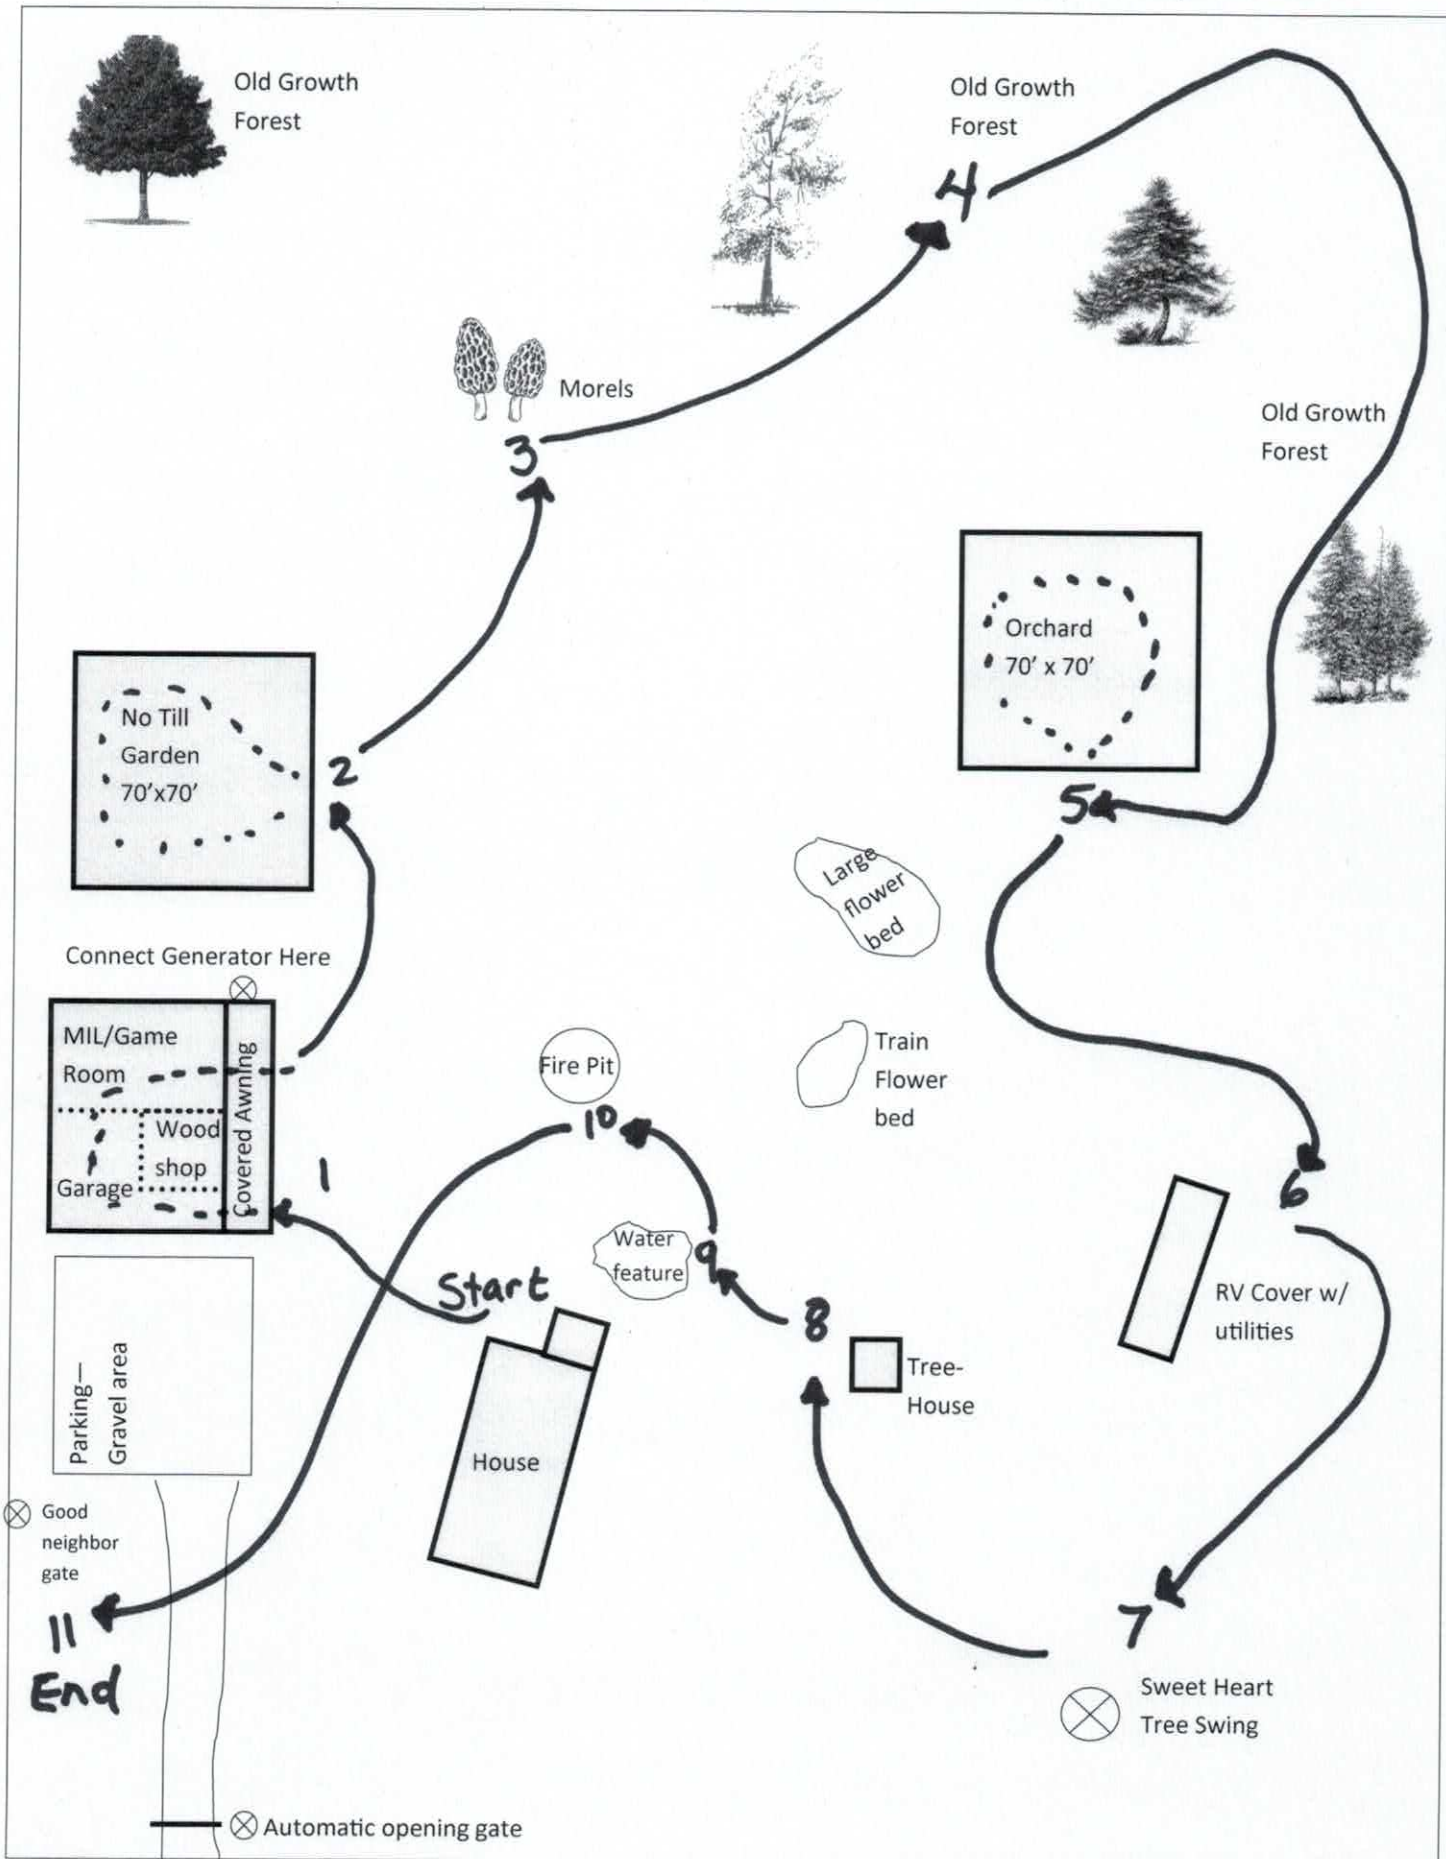 Old Growth
Forest
Old Growth
Forest
4
Morels
3
Old Growth
Forest
Orchard
70' x 70'
No Till
Garden
70'x70'
2
5
Large
flower
bed
Connect Generator Here
MIL/Game
Room
Covered Awning
Wood
shop
Garage
1
Fire Pit
10
Train
Flower
bed
6
Water
feature
9
Start
8
RV Cover w/
utilities
Tree-
House
Parking—
Gravel area
House
Good
neighbor
gate
11
End
7
Sweet Heart
Tree Swing
Automatic opening gate